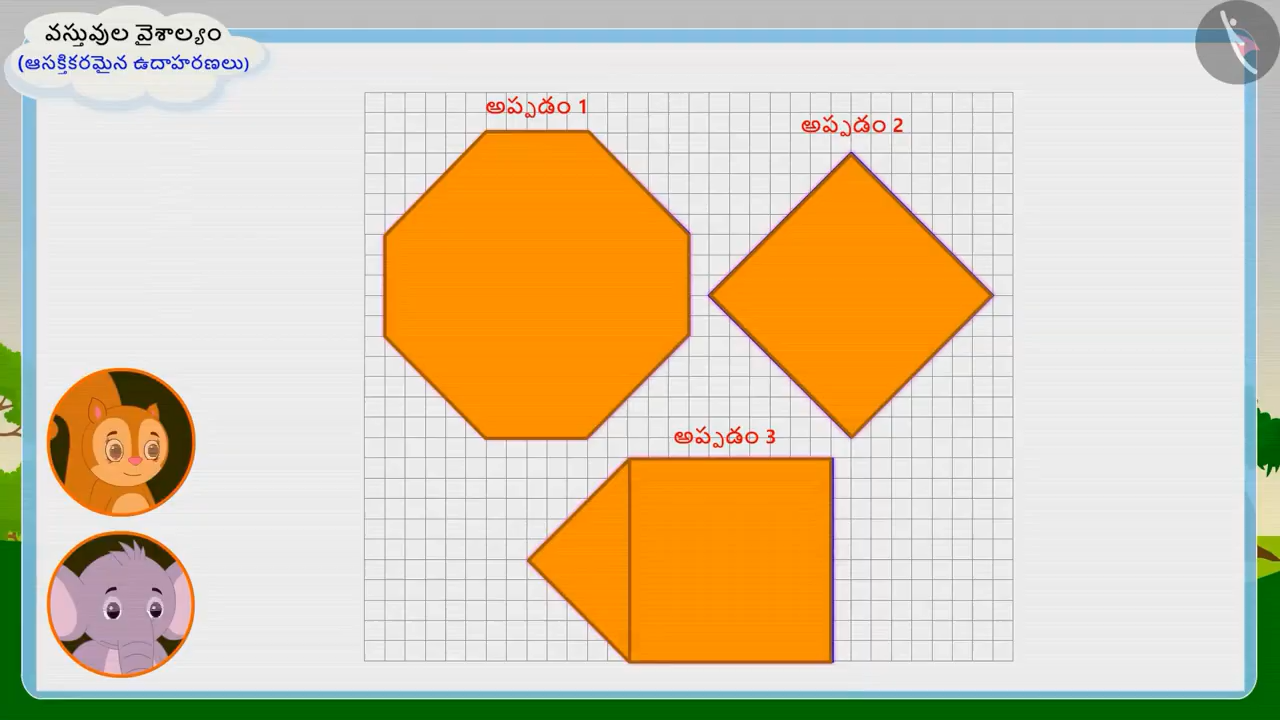 వస్తువుల వైశాల్యం
(ఆసక్తికరమైన ఉదాహరణలు)
అప్పడం 1
అప్పడం 2
అప్పడం 3